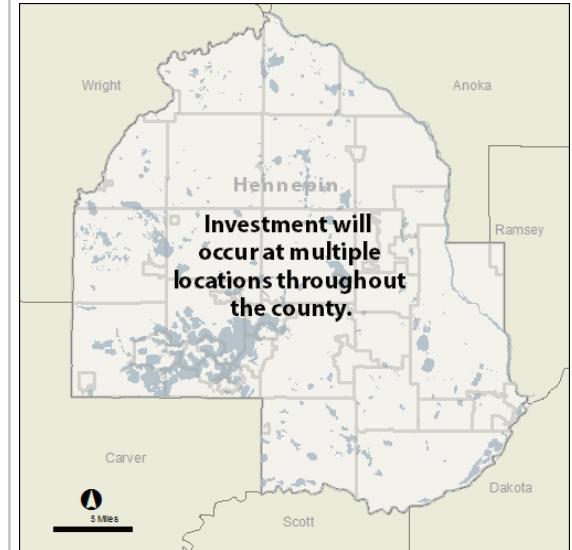 Wright
Anoka
Hennepin
Ramsey
Investment will
occur at multiple
locations throughout
the county.
Carver
Dakota
5 Miles
Scott